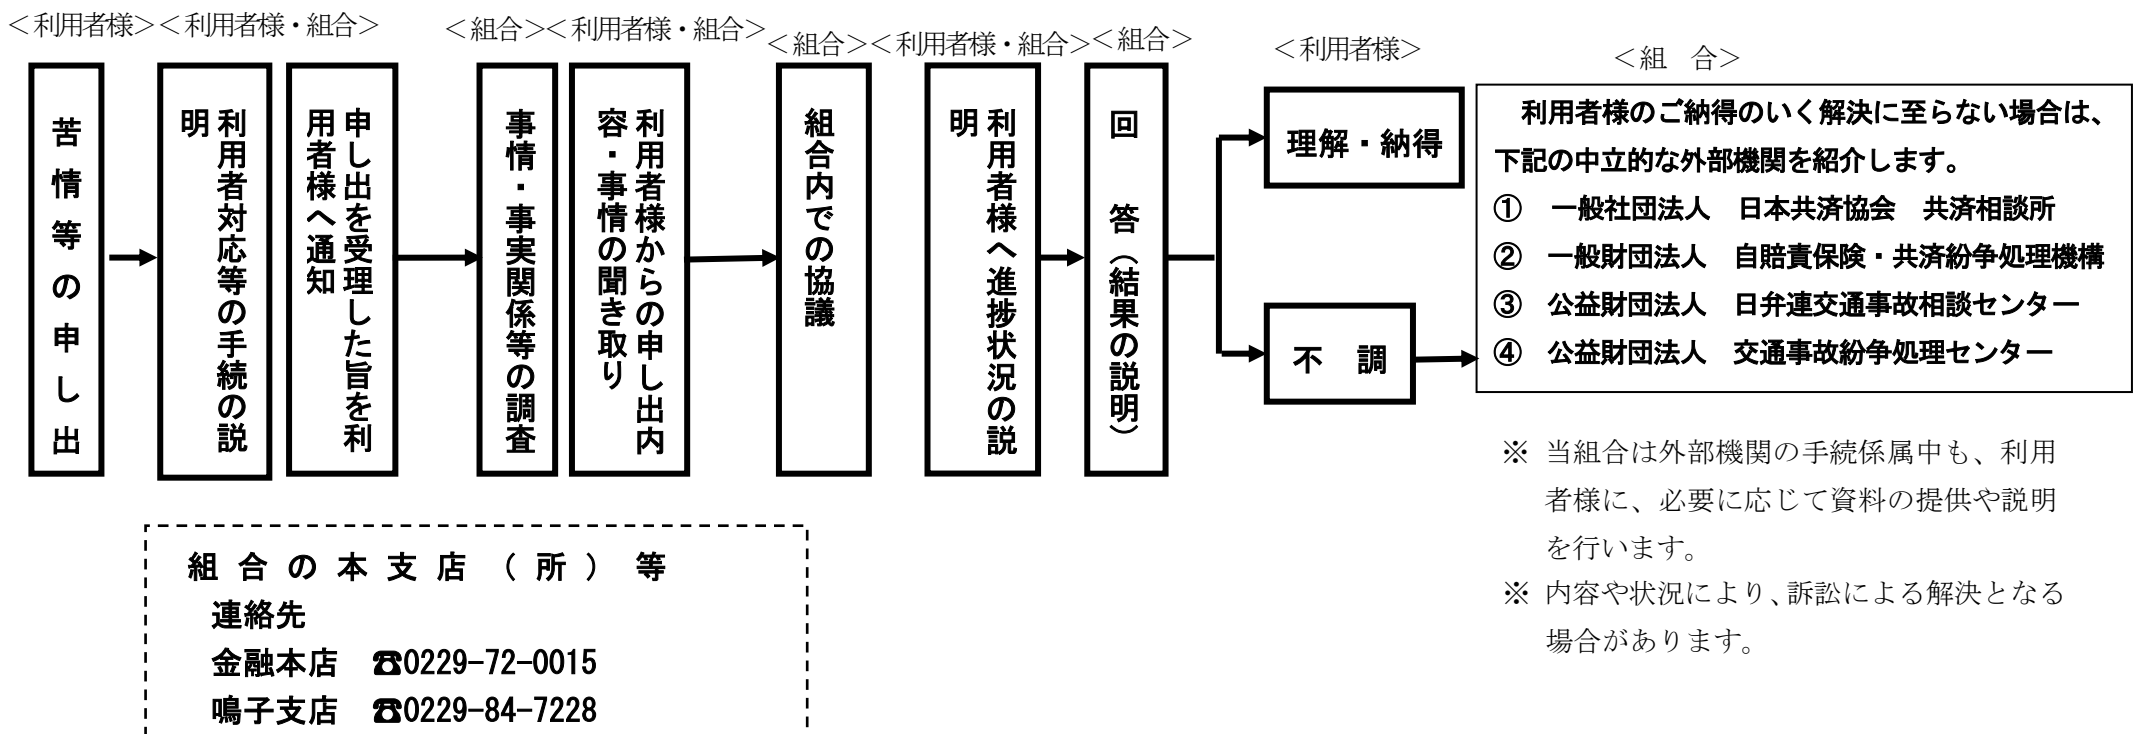 ＜利用者様＞＜利用者様・組合＞
＜組合＞＜利用者様・組合＞
＜組合＞＜利用者様・組合＞＜組合＞
＜利用者様＞
＜組　合＞
苦情等の申し出
利用者対応等の手続の説
明
申し出を受理した旨を利
用者様へ通知
事情・事実関係等の調査
利用者様からの申し出内
容・事情の聞き取り
組合内での協議
利用者様へ進捗状況の説
明
回　答（結果の説明）
理解・納得
不　調
利用者様のご納得のいく解決に至らない場合は、
下記の中立的な外部機関を紹介します。
①　一般社団法人　日本共済協会　共済相談所
②　一般財団法人　自賠責保険・共済紛争処理機構
③　公益財団法人　日弁連交通事故相談センター
④　公益財団法人　交通事故紛争処理センター
※ 当組合は外部機関の手続係属中も、利用
者様に、必要に応じて資料の提供や説明
を行います。
※ 内容や状況により、訴訟による解決となる
場合があります。
組合の本支店（所）等
連絡先
金融本店　☎0229-72-0015
鳴子支店　☎0229-84-7228